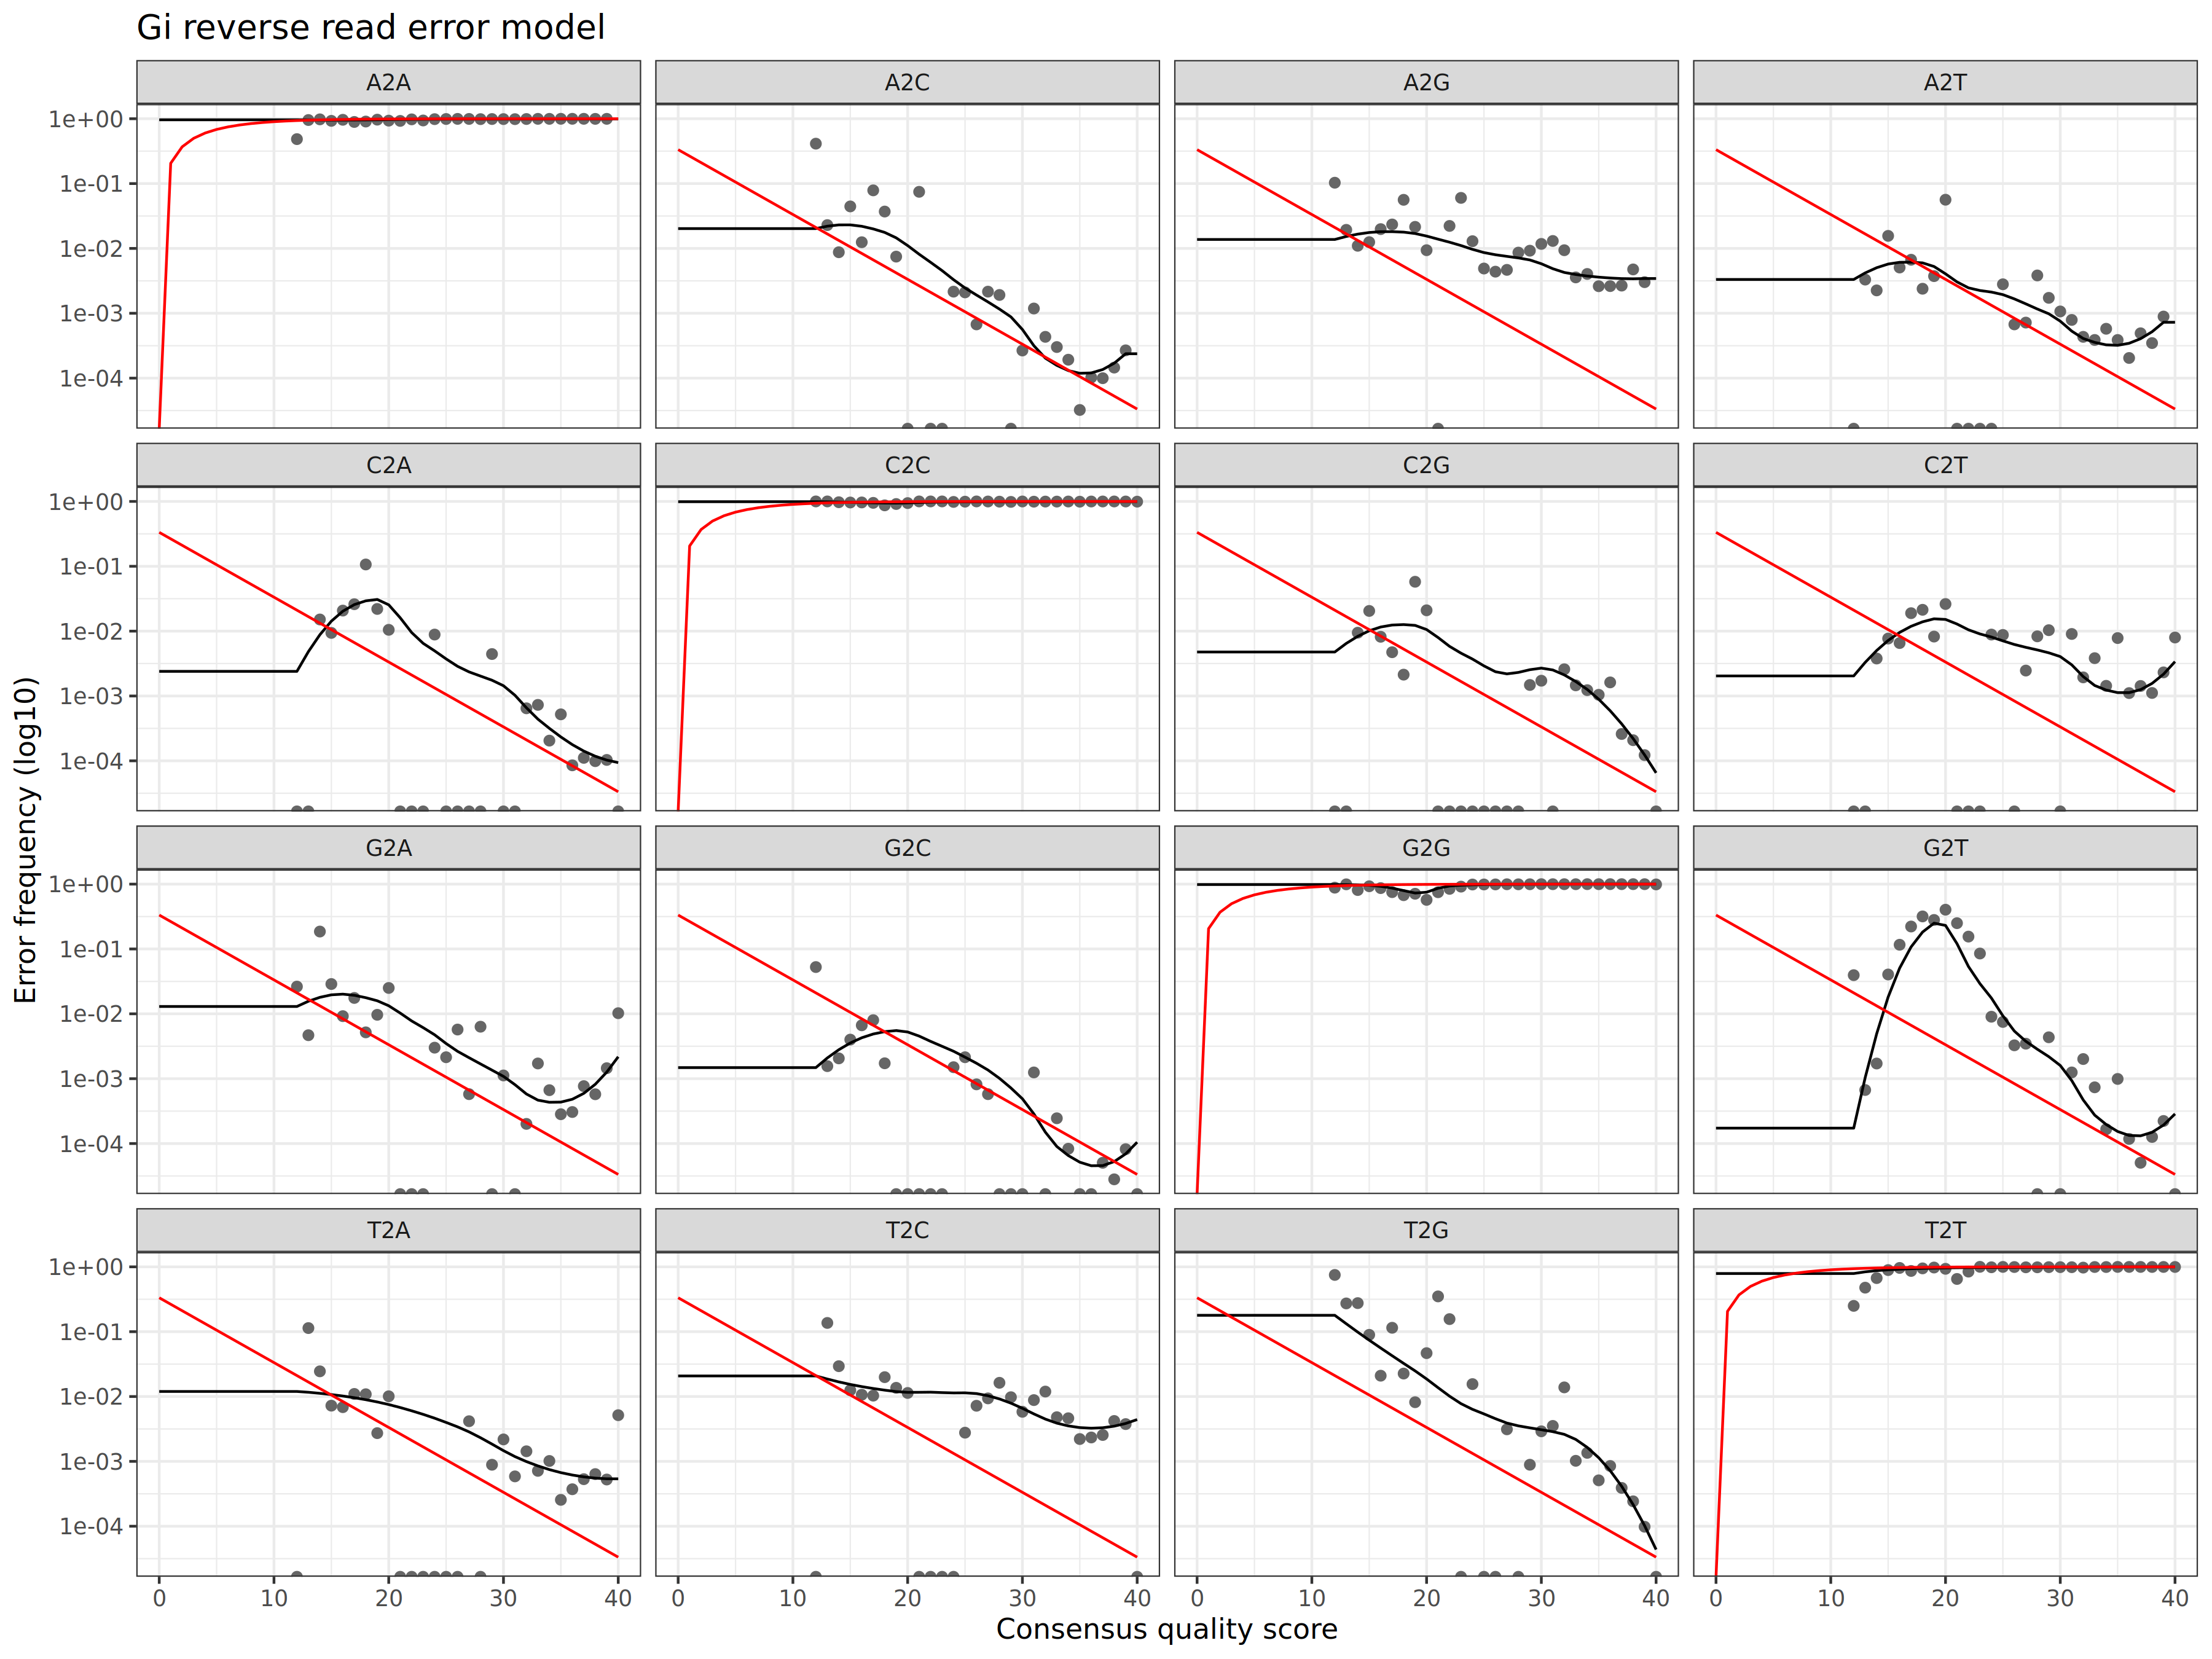 Gi reverse read error model
A2A A2C A2G A2T
1e+00
1e-01
1e-02
1e-03
1e-04
C2A C2C C2G C2T
1e+00
1e-01
1e-02
1e-03
1e-04
G2A G2C G2G G2T
1e+00
1e-01
1e-02
1e-03
1e-04
T2A T2C T2G T2T
1e+00
1e-01
1e-02
1e-03
1e-04
Error frequency (log10)
0 10 20 30 40 0 10 20 30 40 0 10 20 30 40 0 10 20 30 40
Consensus quality score